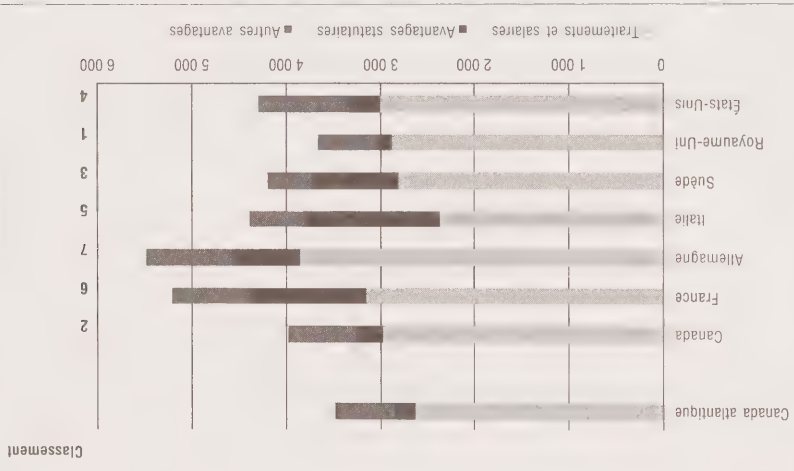 Classement
Canada atlantique
Canada 2
France 6
Allemagne 7
Italie 5
Suède 3
Royaume-Uni 1
États-Unis 4
0 1 000 2 000 3 000 4 000 5 000 6 000
Traitements et salaires Avantages statutaires Autres avantages